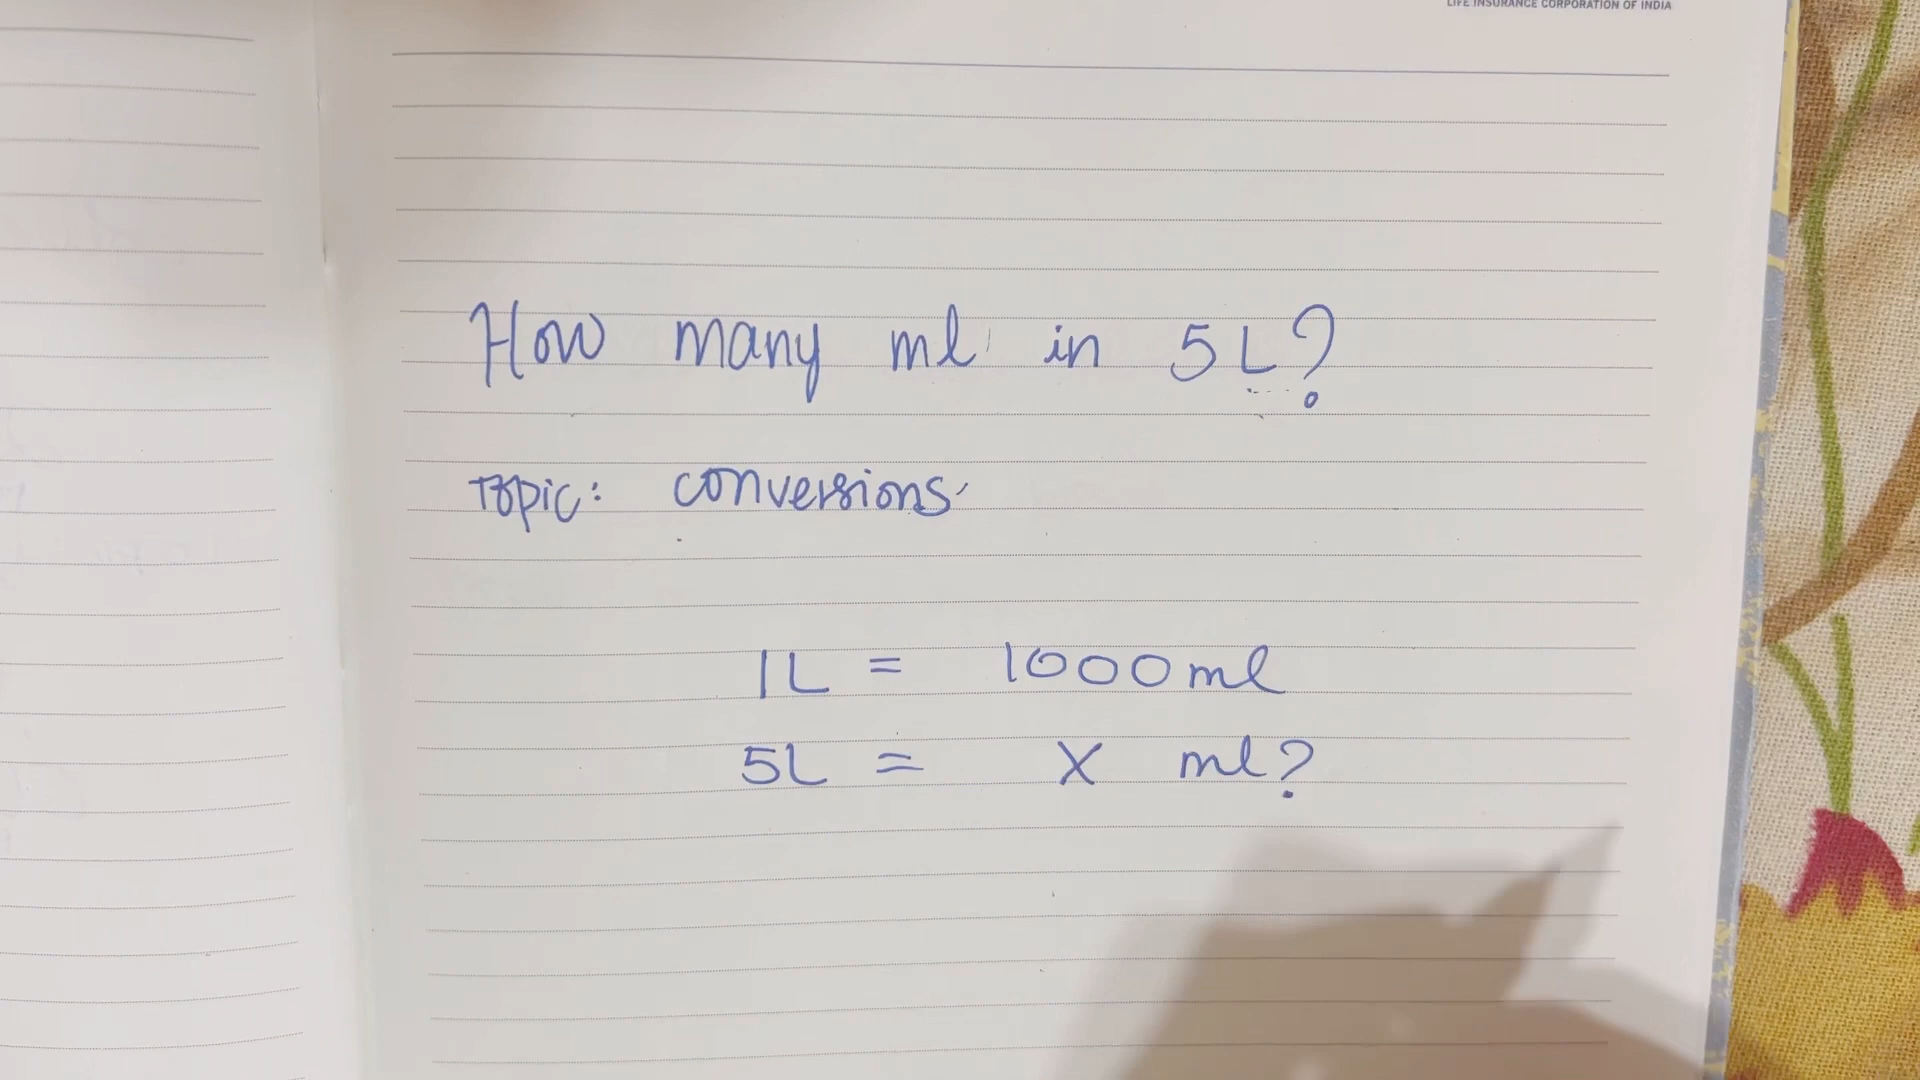 LIFE INSURANCE CORPORATION OF INDIA
How many ml in 5L?
Topic: conversions.
1L = 1000ml
5L = X ml?